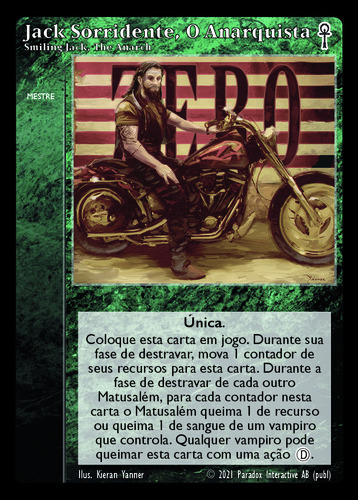 Jack Sorridente, O Anarquista
Smiling Jack, The Anarch
MESTRE
ZERO
Única.
Coloque esta carta em jogo. Durante sua
fase de destravar, mova 1 contador de
seus recursos para esta carta. Durante a
fase de destravar de cada outro
Matusalém, para cada contador nesta
carta o Matusalém queima 1 de recurso
ou queima 1 de sangue de um vampiro
que controla. Qualquer vampiro pode
queimar esta carta com uma ação Ⓓ.
Ilus. Kieran Yanner
© 2021 Paradox Interactive AB (publ)